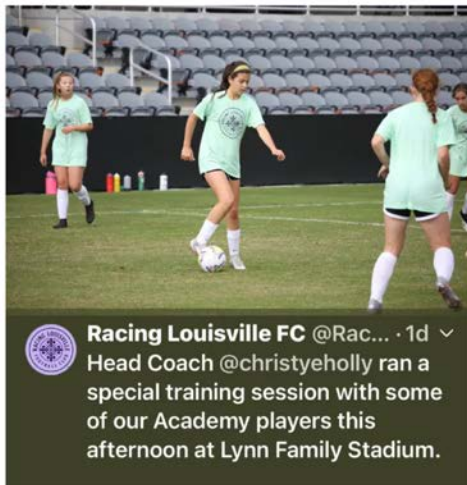 Racing Louisville FC @Rac... · 1d
Head Coach @christyeholly ran a
special training session with some
of our Academy players this
afternoon at Lynn Family Stadium.